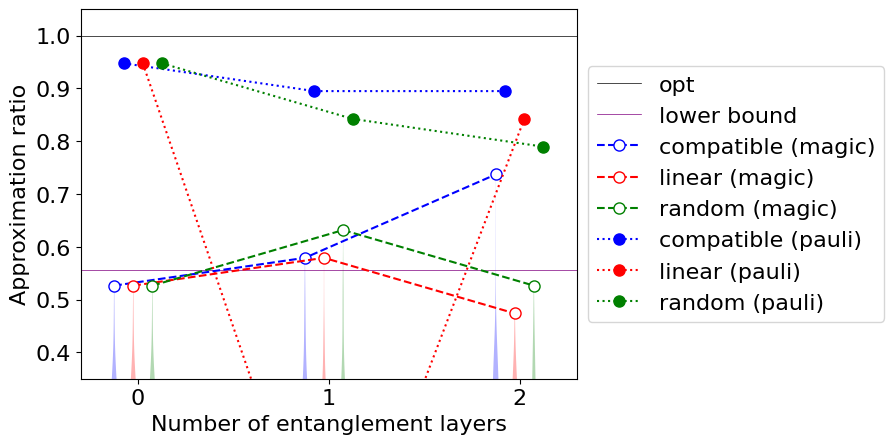 1.0
0.9
0.8
0.7
0.6
0.5
0.4
Approximation ratio
0 1 2
Number of entanglement layers
opt
lower bound
compatible (magic)
linear (magic)
random (magic)
compatible (pauli)
linear (pauli)
random (pauli)